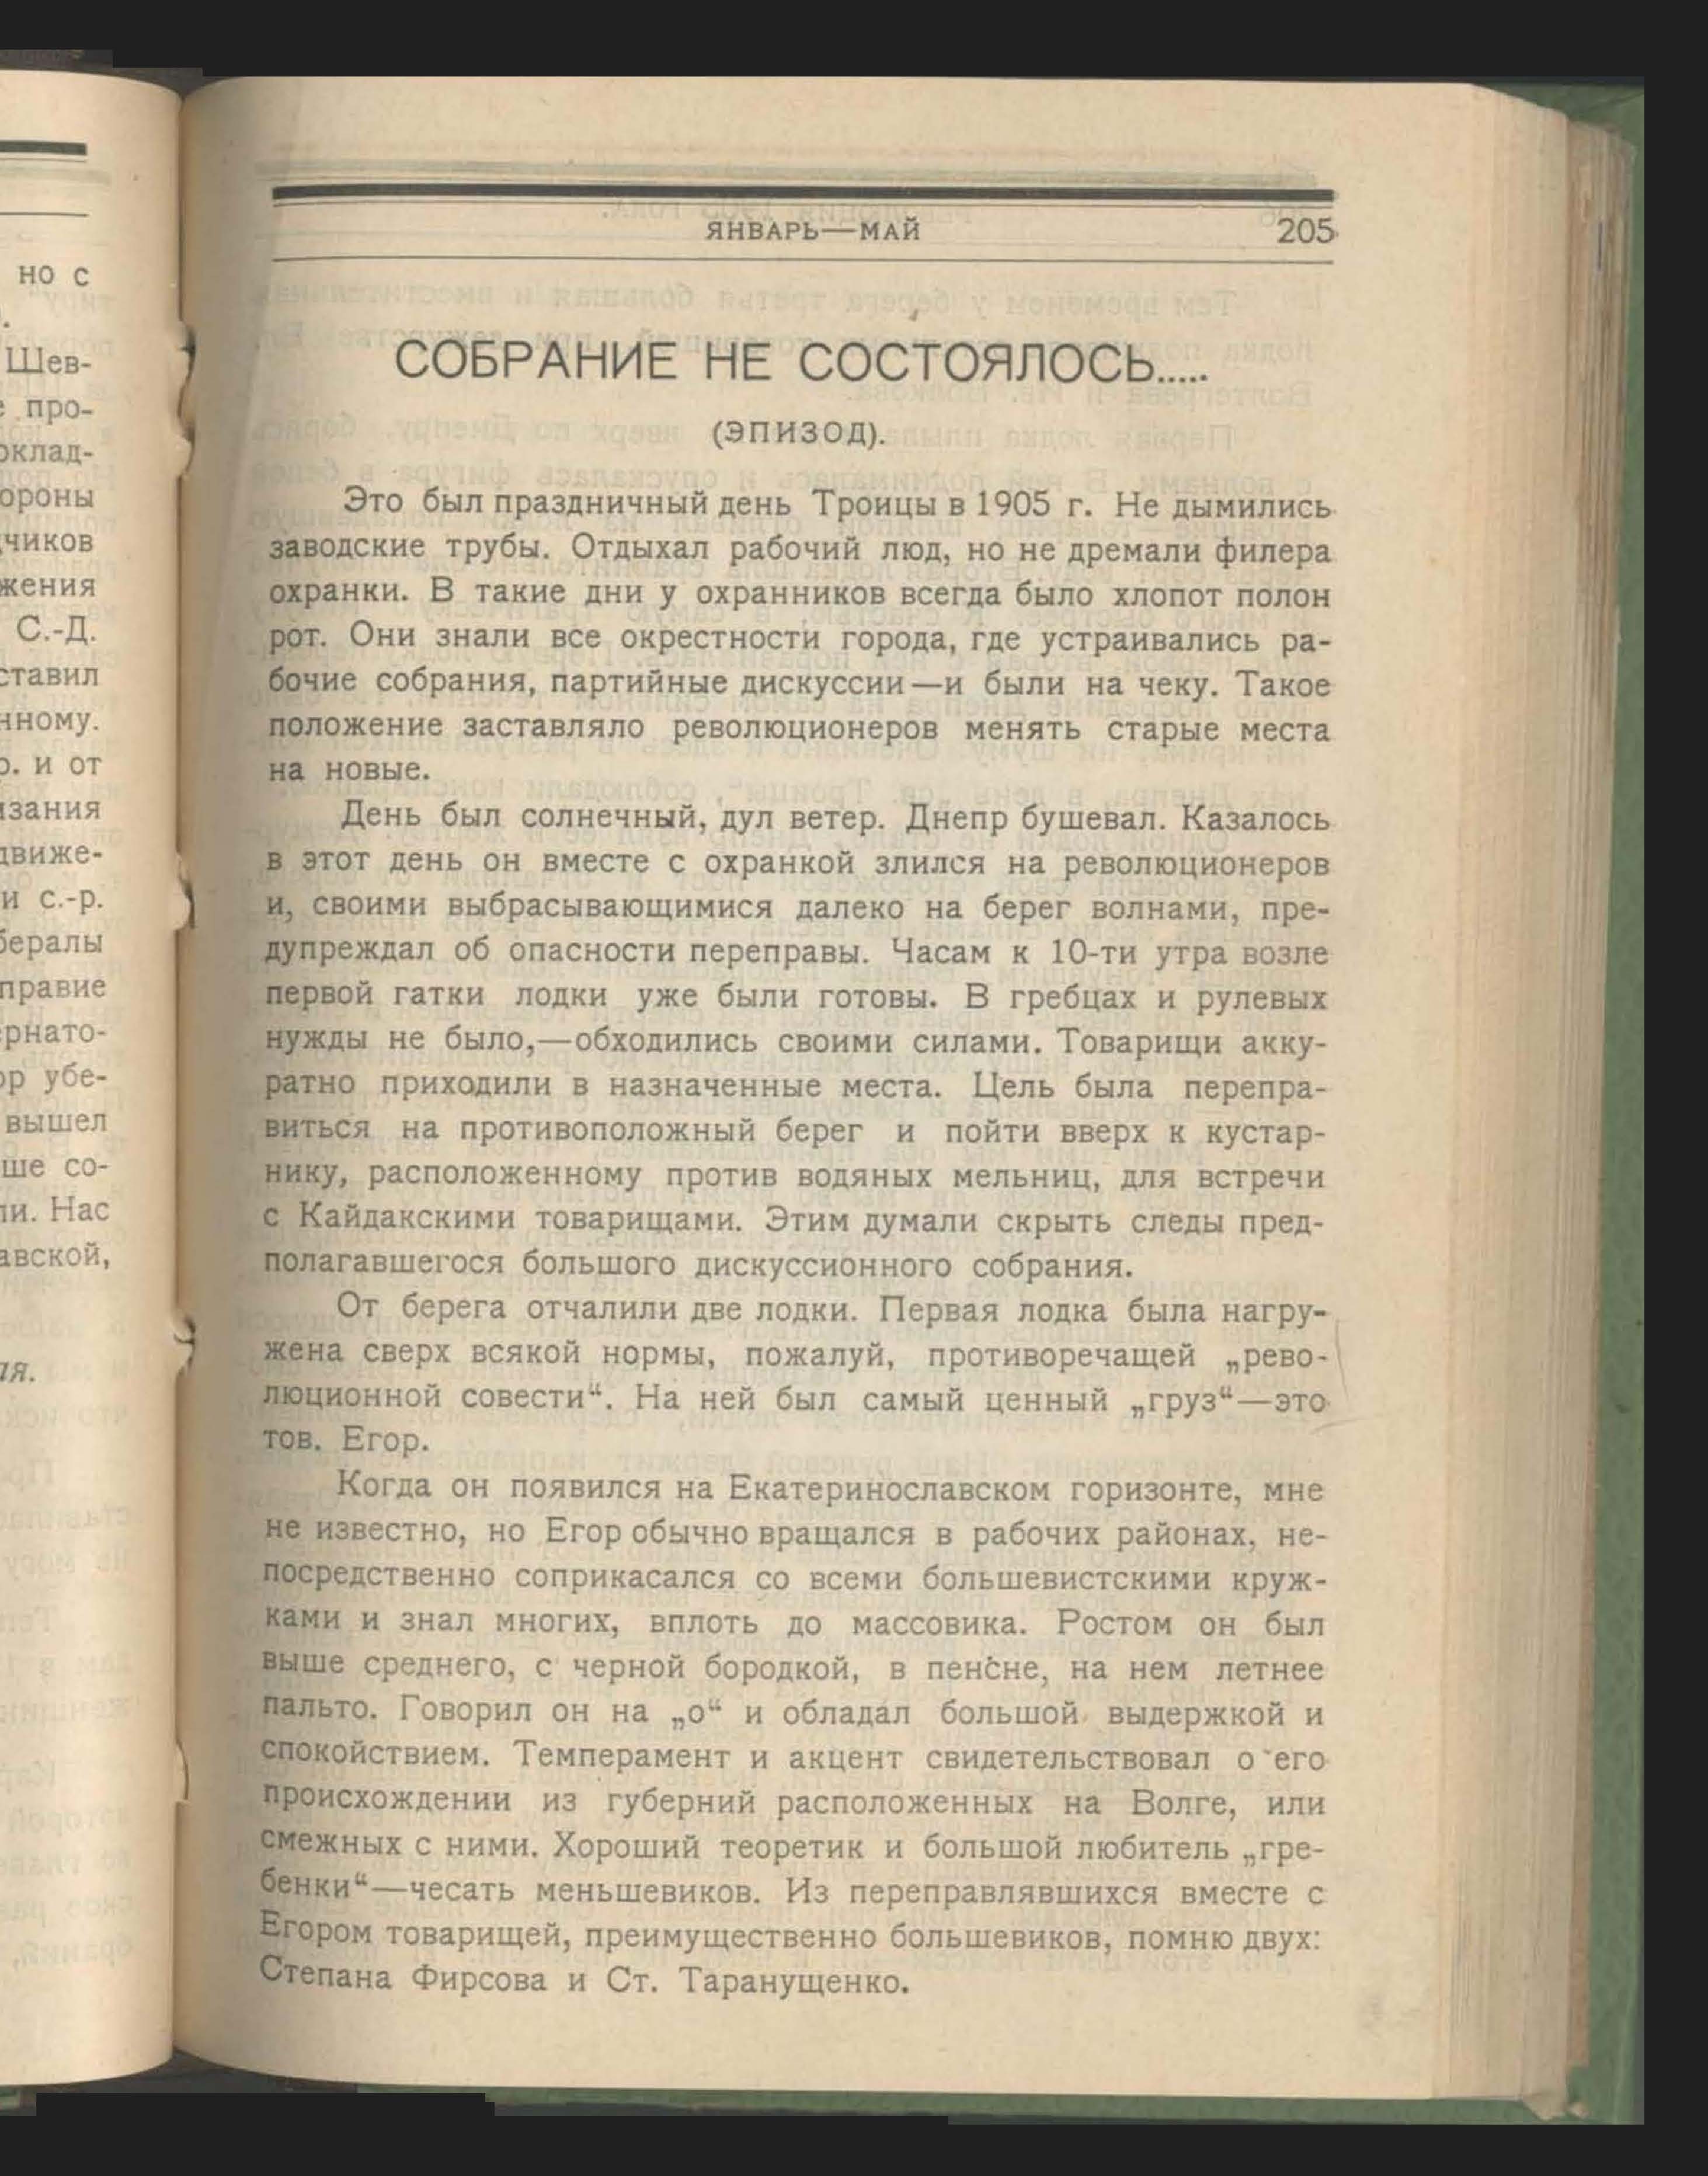 но с
Шев-
про-
С.-Д.
и от
и с.-р.
вышел
Нас
ЯНВАРЬ—МАЙ 205
СОБРАНИЕ НЕ СОСТОЯЛОСЬ.....
(ЭПИЗОД).
Это был праздничный день Троицы в 1905 г. Не дымились
заводские трубы. Отдыхал рабочий люд, но не дремали филера
охранки. В такие дни у охранников всегда было хлопот полон
рот. Они знали все окрестности города, где устраивались ра-
бочие собрания, партийные дискуссии—и были на чеку. Такое
положение заставляло революционеров менять старые места
на новые.
День был солнечный, дул ветер. Днепр бушевал. Казалось
в этот день он вместе с охранкой злился на революционеров
и, своими выбрасывающимися далеко на берег волнами, пре-
дупреждал об опасности переправы. Часам к 10-ти утра возле
первой гатки лодки уже были готовы. В гребцах и рулевых
нужды не было,—обходились своими силами. Товарищи акку-
ратно приходили в назначенные места. Цель была перепра-
виться на противоположный берег и пойти вверх к кустар-
нику, расположенному против водяных мельниц, для встречи
с Кайдакскими товарищами. Этим думали скрыть следы пред-
полагавшегося большого дискуссионного собрания.
От берега отчалили две лодки. Первая лодка была нагру-
жена сверх всякой нормы, пожалуй, противоречащей „рево-
люционной совести“. На ней был самый ценный „груз“—это
тов. Егор.
Когда он появился на Екатеринославском горизонте, мне
не известно, но Егор обычно вращался в рабочих районах, не-
посредственно соприкасался со всеми большевистскими круж-
ками и знал многих, вплоть до массовика. Ростом он был
выше среднего, с черной бородкой, в пенсне, на нем летнее
пальто. Говорил он на „о“ и обладал большой выдержкой и
спокойствием. Темперамент и акцент свидетельствовал о его
происхождении из губерний расположенных на Волге, или
смежных с ними. Хороший теоретик и большой любитель „гре-
бенки“—чесать меньшевиков. Из переправлявшихся вместе с
Егором товарищей, преимущественно большевиков, помню двух:
Степана Фирсова и Ст. Таранущенко.